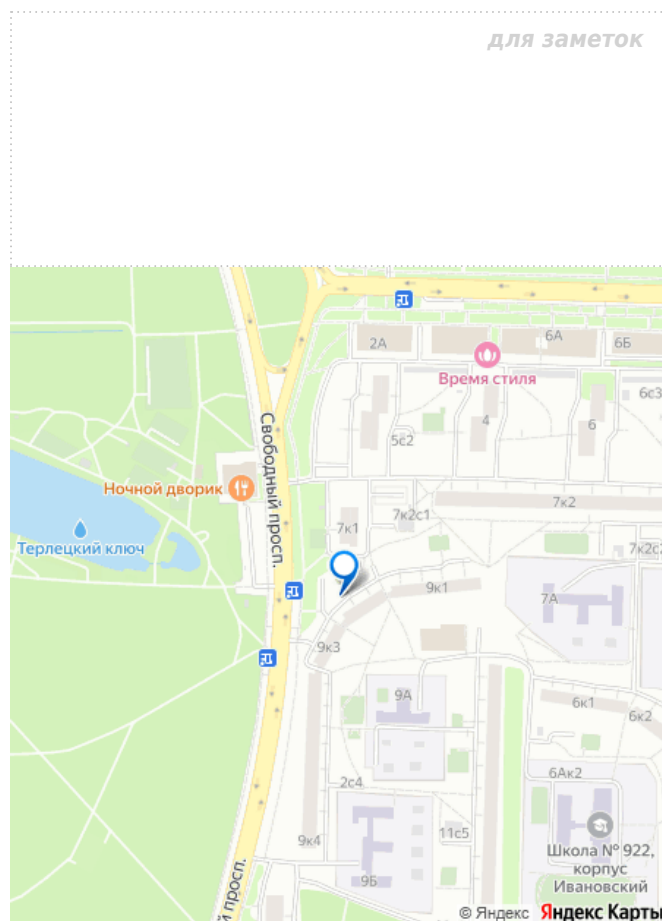 для заметок
6А
2А
6Б
Время стиля
6с3
4
6
5с2
Свободный просп.
Ночной дворик
7к2
7к2с1
7к1
Терлецкий ключ
7к2с2
9к1
7А
9к3
9А
6к1
6к2
6Ак2
2с4
11с5
9к4
Школа № 922,
корпус
Ивановский
9Б
й просп.
© Яндекс Яндекс Карты